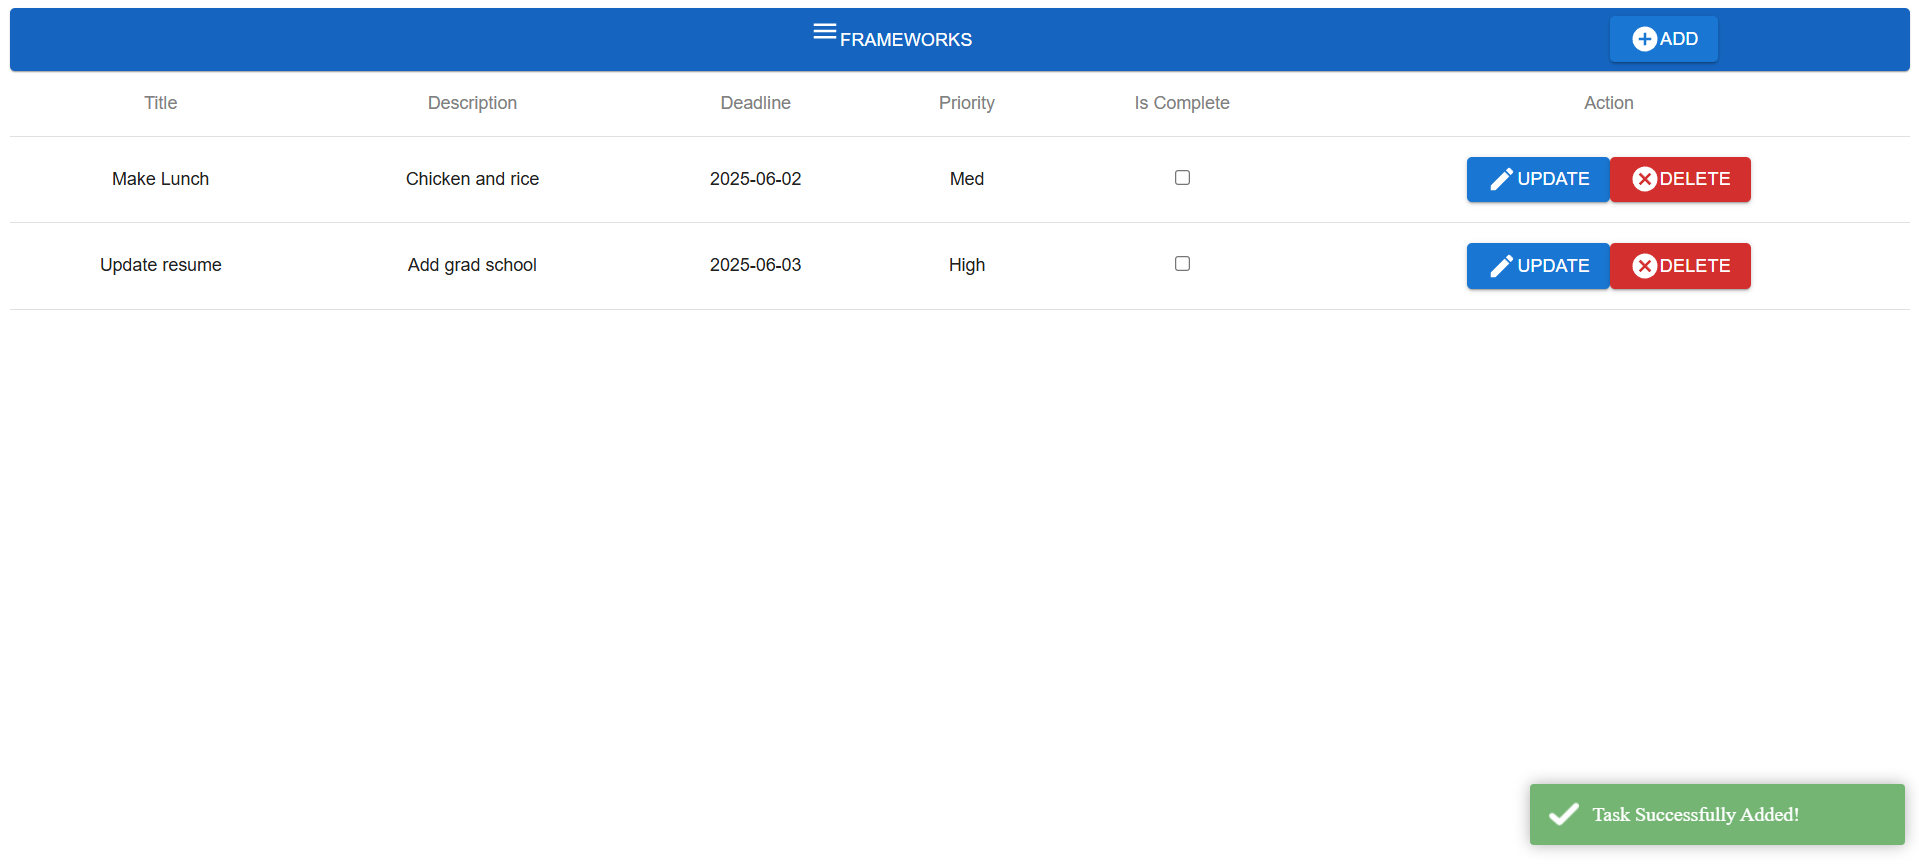 FRAMEWORKS ADD
Title Description Deadline Priority Is Complete Action
Make Lunch Chicken and rice 2025-06-02 Med UPDATE DELETE
Update resume Add grad school 2025-06-03 High UPDATE DELETE
Task Successfully Added!